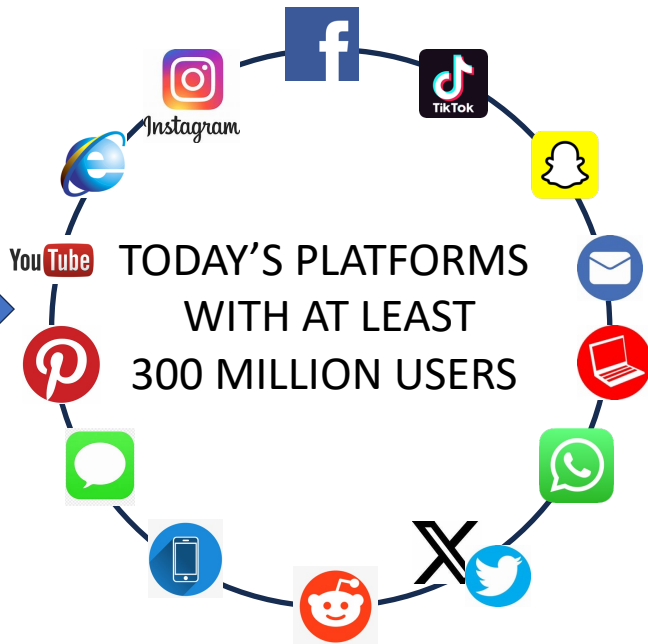 Instagram
TikTok
YouTube
TODAY'S PLATFORMS
WITH AT LEAST
300 MILLION USERS